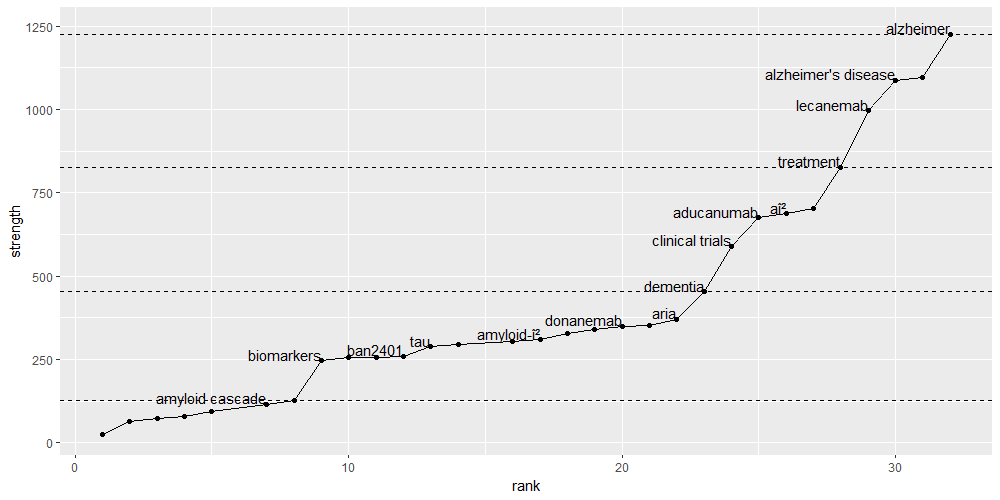 1250
1000
750
500
250
0
strength
alzheimer
alzheimer's disease
lecanemab
treatment
aî²
aducanumab
clinical trials
dementia
aria
donanemab
amyloid-î²
tau
ban2401
biomarkers
amyloid cascade
0
10
20
30
rank